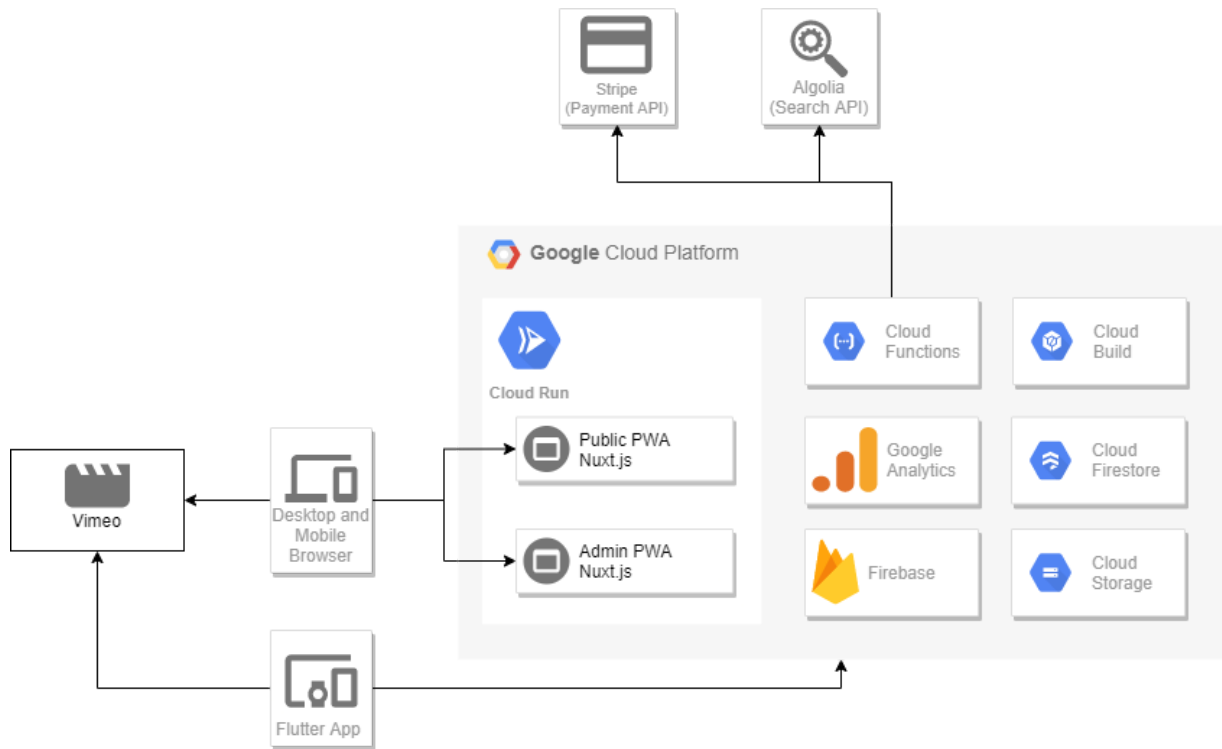 Stripe
(Payment API)
Algolia
(Search API)
Google Cloud Platform
Cloud Run
Public PWA
Nuxt.js
Admin PWA
Nuxt.js
Cloud
Functions
Cloud
Build
Google
Analytics
Cloud
Firestore
Firebase
Cloud
Storage
Vimeo
Desktop and
Mobile
Browser
Flutter App